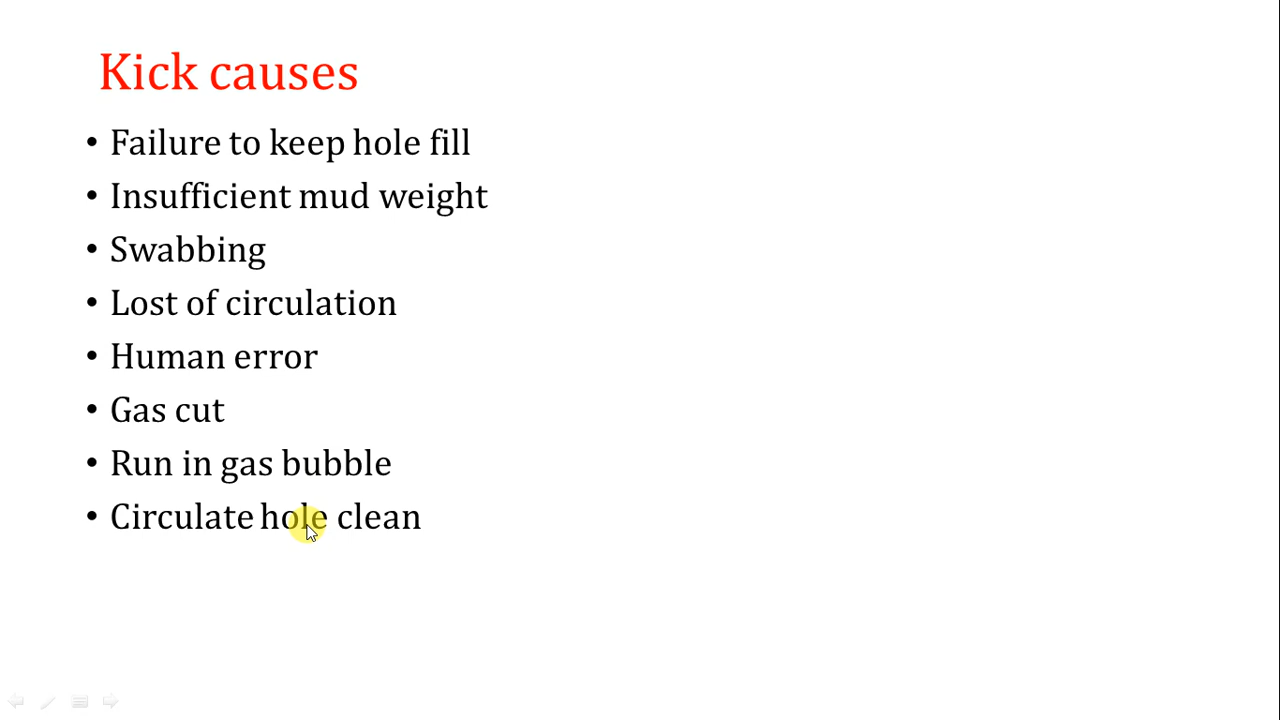 Kick causes
• Failure to keep hole fill
• Insufficient mud weight
• Swabbing
• Lost of circulation
• Human error
• Gas cut
• Run in gas bubble
• Circulate hole clean